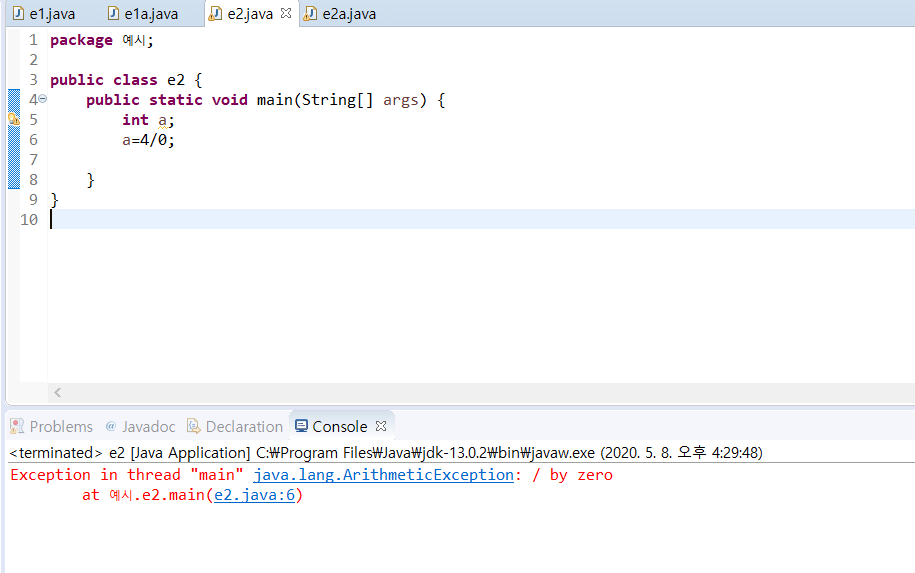 e1.java e1a.java e2.java e2a.java
1 package 예시;
2
3 public class e2 {
4 public static void main(String[] args) {
5 int a;
6 a=4/0;
7
8 }
9 }
10
Problems @ Javadoc Declaration Console
<terminated> e2 [Java Application] C:₩Program Files₩Java₩jdk-13.0.2₩bin₩javaw.exe (2020. 5. 8. 오후 4:29:48)
Exception in thread "main" java.lang.ArithmeticException: / by zero
at 예시.e2.main(e2.java:6)